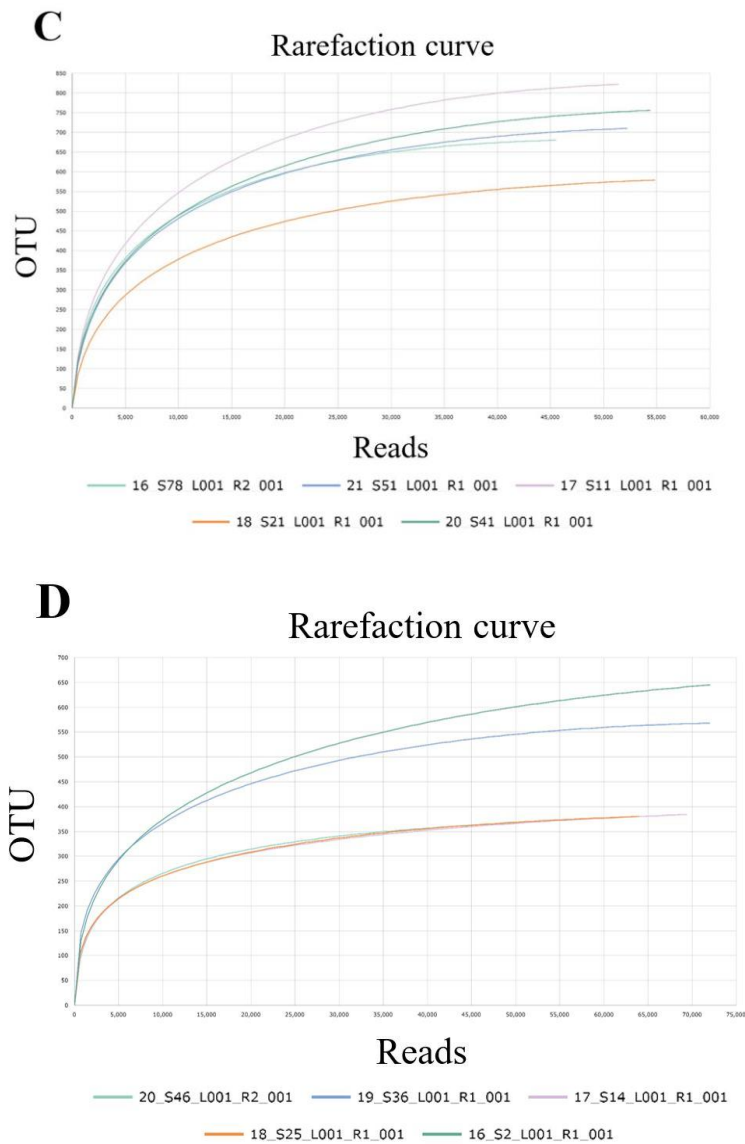 C
Rarefaction curve
850
800
750
700
650
600
550
500
450
400
350
300
250
200
150
100
50
0
OTU
0 5,000 10,000 15,000 20,000 25,000 30,000 35,000 40,000 45,000 50,000 55,000 60,000
Reads
16 S78 L001 R2 001 21 S51 L001 R1 001 17 S11 L001 R1 001
18 S21 L001 R1 001 20 S41 L001 R1 001
D
Rarefaction curve
700
650
600
550
500
450
400
350
300
250
200
150
100
50
0
OTU
0 5,000 10,000 15,000 20,000 25,000 30,000 35,000 40,000 45,000 50,000 55,000 60,000 65,000 70,000 75,000
Reads
20_S46_L001_R2_001 19_S36_L001_R1_001 17_S14_L001_R1_001
18_S25_L001_R1_001 16_S2_L001_R1_001